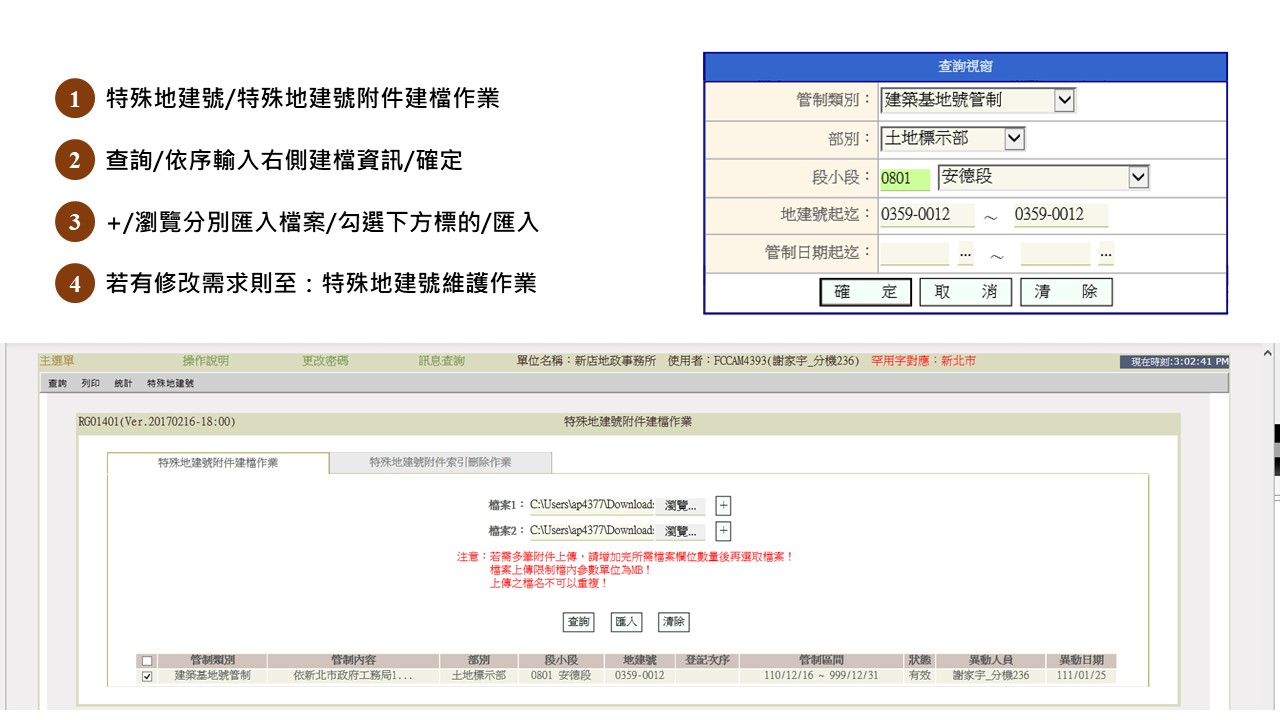 1 特殊地建號/特殊地建號附件建檔作業
2 查詢/依序輸入右側建檔資訊/確定
3 +/瀏覽分別匯入檔案/勾選下方標的/匯入
4 若有修改需求則至：特殊地建號維護作業
查詢視窗
管制類別： 建築基地號管制
部別： 土地標示部
段小段： 0801 安德段
地建號起迄： 0359-0012 ～ 0359-0012
管制日期起迄： ... ～ ...
確 定 取 消 清 除
主選單 操作說明 更改密碼 訊息查詢 單位名稱：新店地政事務所 使用者：FCCAM4393(謝家宇_分機236) 罕用字對應：新北市 現在時刻:3:02:41 PM
查詢 列印 統計 特殊地建號
RG01401(Ver.20170216-18:00) 特殊地建號附件建檔作業
特殊地建號附件建檔作業 特殊地建號附件索引刪除作業
檔案1： C:\Users\ap4377\Download: 瀏覽... +
檔案2： C:\Users\ap4377\Download: 瀏覽... +
注意：若需多筆附件上傳，請增加完所需檔案欄位數量後再選取檔案！
檔案上傳限制檔內參數單位為MB！
上傳之檔名不可以重複！
查詢 匯入 清除
管制類別 管制內容 部別 段小段 地建號 登記次序 管制區間 狀態 異動人員 異動日期
建築基地號管制 依新北市政府工務局1... 土地標示部 0801 安德段 0359-0012 110/12/16 ~ 999/12/31 有效 謝家宇_分機236 111/01/25